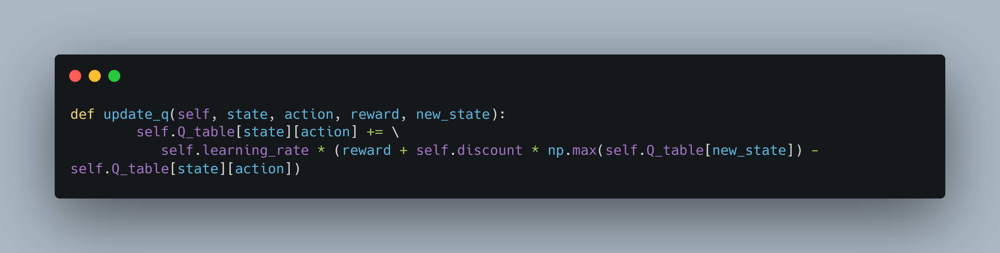 def update_q(self, state, action, reward, new_state):
        self.Q_table[state][action] += \
           self.learning_rate * (reward + self.discount * np.max(self.Q_table[new_state]) -
self.Q_table[state][action])